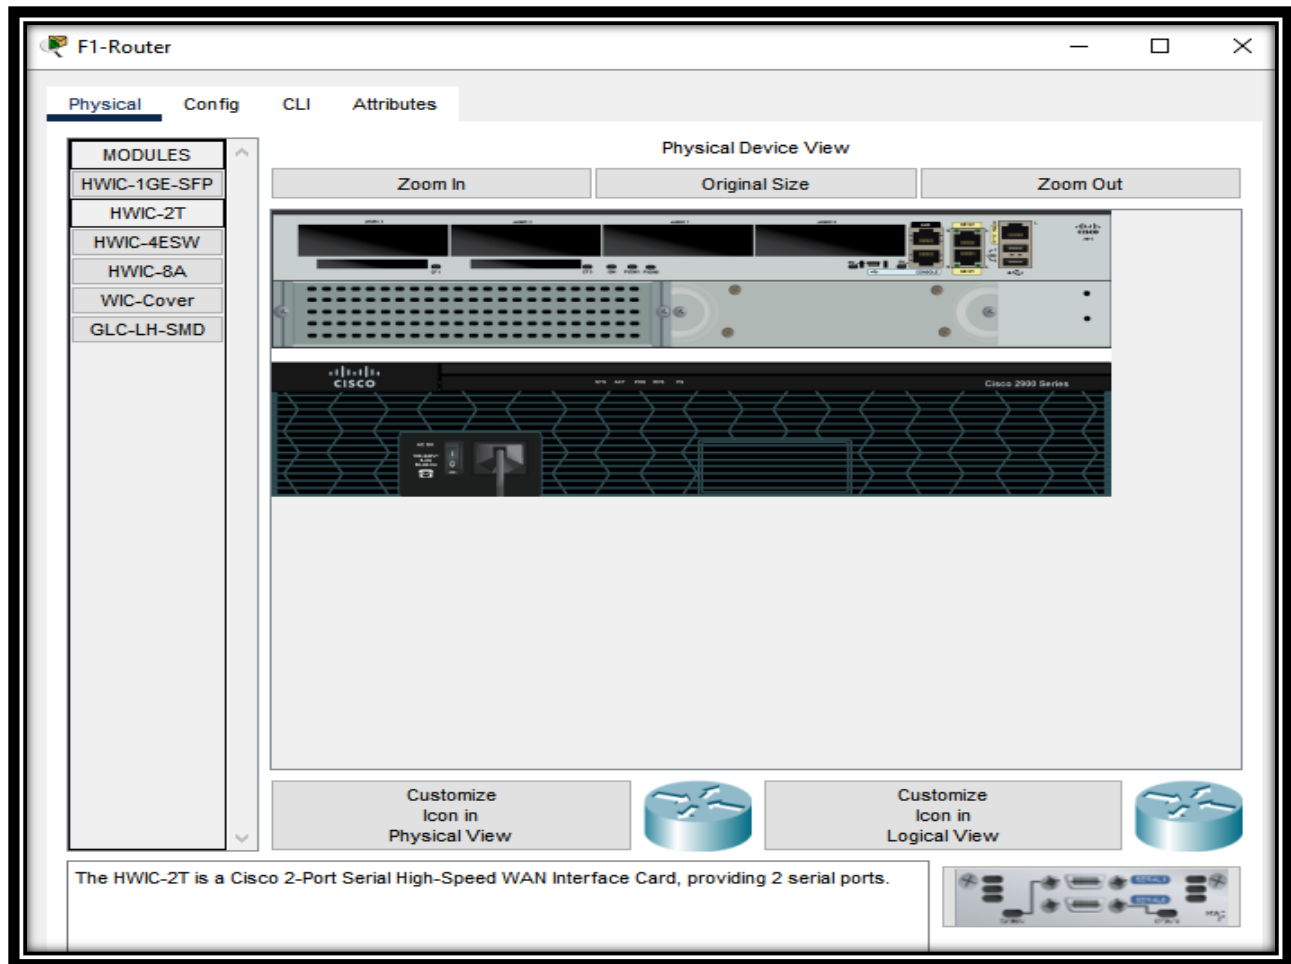 F1-Router
Physical Config CLI Attributes
MODULES
HWIC-1GE-SFP
HWIC-2T
HWIC-4ESW
HWIC-8A
WIC-Cover
GLC-LH-SMD
Physical Device View
Zoom In Original Size Zoom Out
CISCO
Cisco 2900 Series
Customize
Icon in
Physical View
Customize
Icon in
Logical View
The HWIC-2T is a Cisco 2-Port Serial High-Speed WAN Interface Card, providing 2 serial ports.